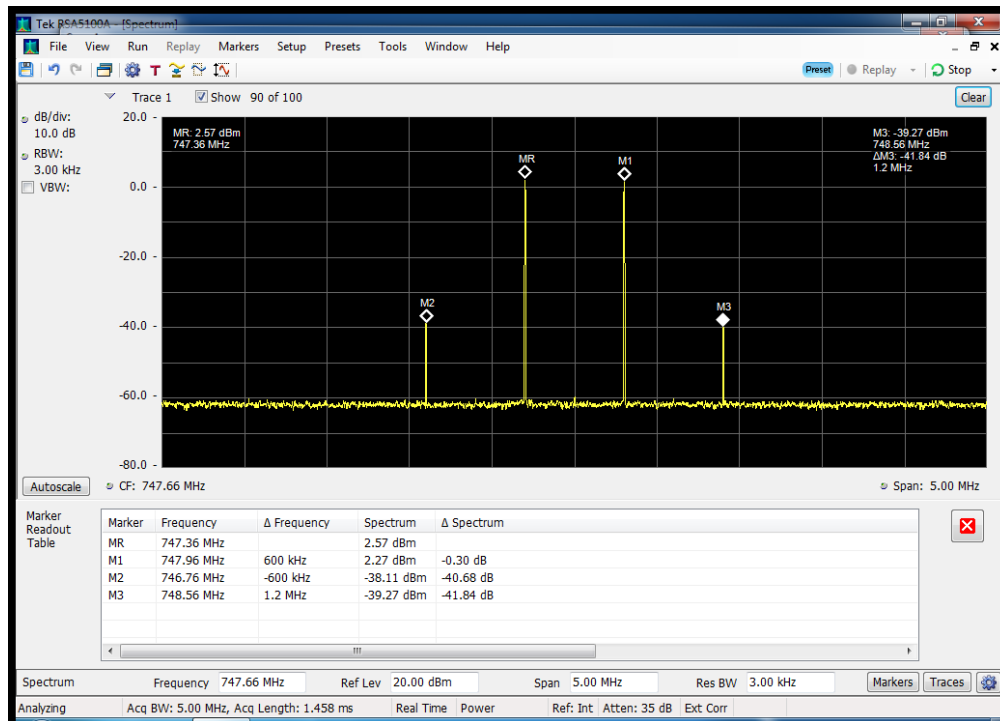 Tek RSA5100A - [Spectrum]
File View Run Replay Markers Setup Presets Tools Window Help
T Preset Replay Stop
Trace 1 Show 90 of 100 Clear
dB/div:
10.0 dB
RBW:
3.00 kHz
VBW:
20.0
0.0
-20.0
-40.0
-60.0
-80.0
MR: 2.57 dBm
747.36 MHz
M3: -39.27 dBm
748.56 MHz
ΔM3: -41.84 dB
1.2 MHz
MR
M1
M2
M3
Autoscale CF: 747.66 MHz Span: 5.00 MHz
Marker
Readout
Table
Marker Frequency Δ Frequency Spectrum Δ Spectrum
MR 747.36 MHz 2.57 dBm
M1 747.96 MHz 600 kHz 2.27 dBm -0.30 dB
M2 746.76 MHz -600 kHz -38.11 dBm -40.68 dB
M3 748.56 MHz 1.2 MHz -39.27 dBm -41.84 dB
Spectrum Frequency 747.66 MHz Ref Lev 20.00 dBm Span 5.00 MHz Res BW 3.00 kHz Markers Traces
Analyzing Acq BW: 5.00 MHz, Acq Length: 1.458 ms Real Time Power Ref: Int Atten: 35 dB Ext Corr